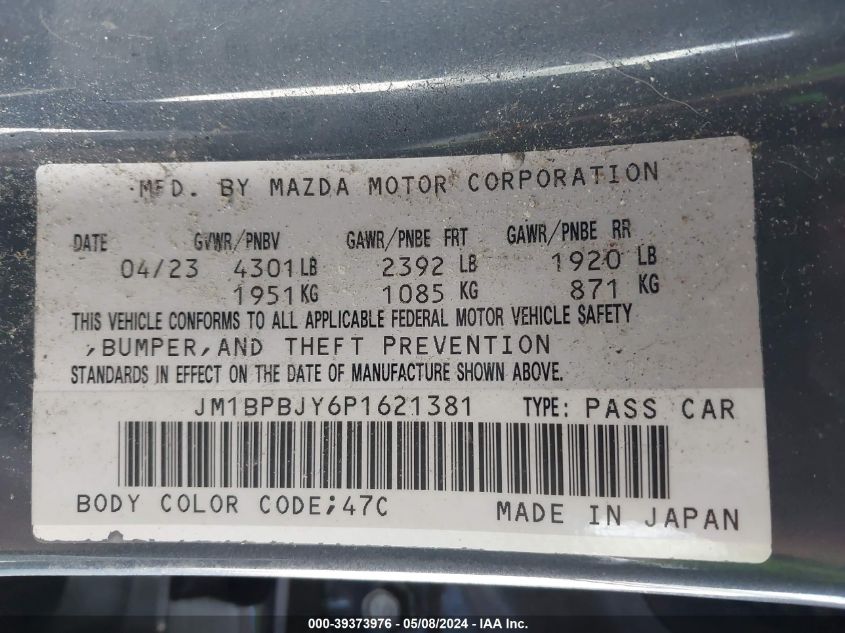 MFD. BY MAZDA MOTOR CORPORATION
DATE GVWR/PNBV GAWR/PNBE FRT GAWR/PNBE RR
04/23 4301 LB 2392 LB 1920 LB
1951 KG 1085 KG 871 KG
THIS VEHICLE CONFORMS TO ALL APPLICABLE FEDERAL MOTOR VEHICLE SAFETY
,BUMPER,AND THEFT PREVENTION
STANDARDS IN EFFECT ON THE DATE OF MANUFACTURE SHOWN ABOVE.
JM1BPBJY6P1621381 TYPE: PASS CAR
BODY COLOR CODE;47C MADE IN JAPAN
000-39373976 - 05/08/2024 - IAA Inc.